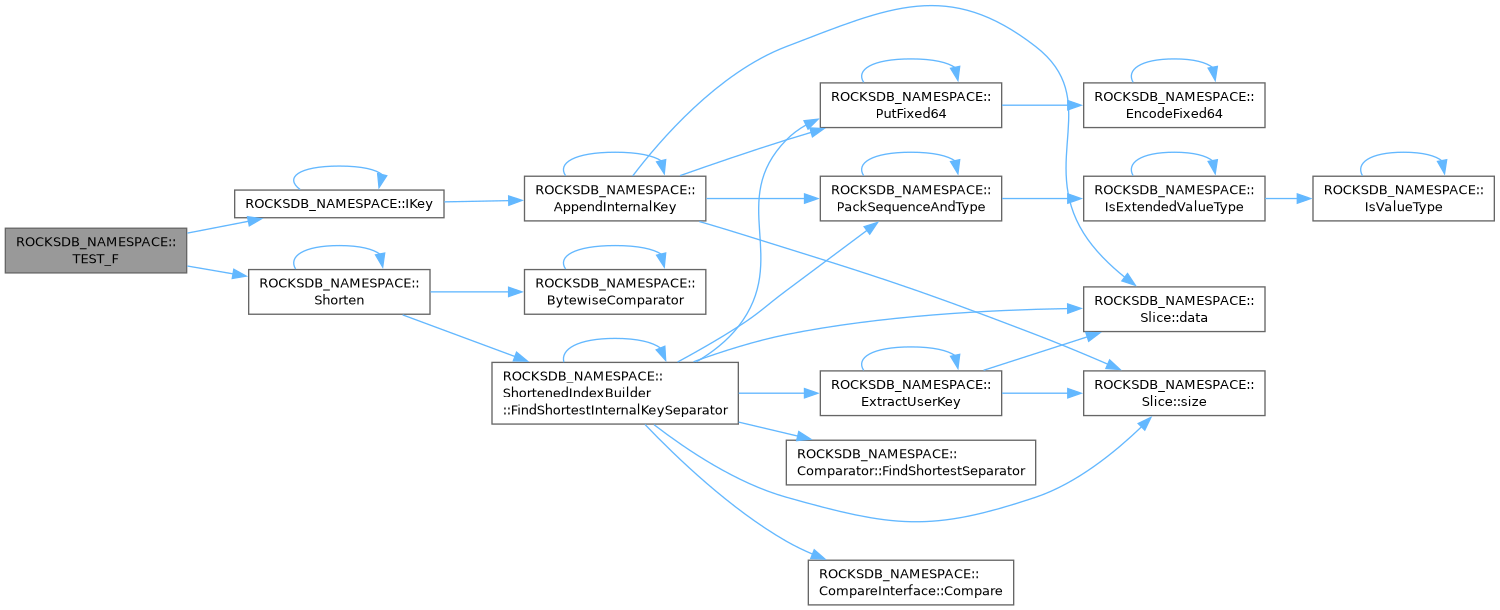 ROCKSDB_NAMESPACE::
TEST_F
ROCKSDB_NAMESPACE::IKey
ROCKSDB_NAMESPACE::
Shorten
ROCKSDB_NAMESPACE::
AppendInternalKey
ROCKSDB_NAMESPACE::
BytewiseComparator
ROCKSDB_NAMESPACE::
ShortenedIndexBuilder
::FindShortestInternalKeySeparator
ROCKSDB_NAMESPACE::
PutFixed64
ROCKSDB_NAMESPACE::
PackSequenceAndType
ROCKSDB_NAMESPACE::
ExtractUserKey
ROCKSDB_NAMESPACE::
Comparator::FindShortestSeparator
ROCKSDB_NAMESPACE::
CompareInterface::Compare
ROCKSDB_NAMESPACE::
EncodeFixed64
ROCKSDB_NAMESPACE::
IsExtendedValueType
ROCKSDB_NAMESPACE::
Slice::data
ROCKSDB_NAMESPACE::
Slice::size
ROCKSDB_NAMESPACE::
IsValueType